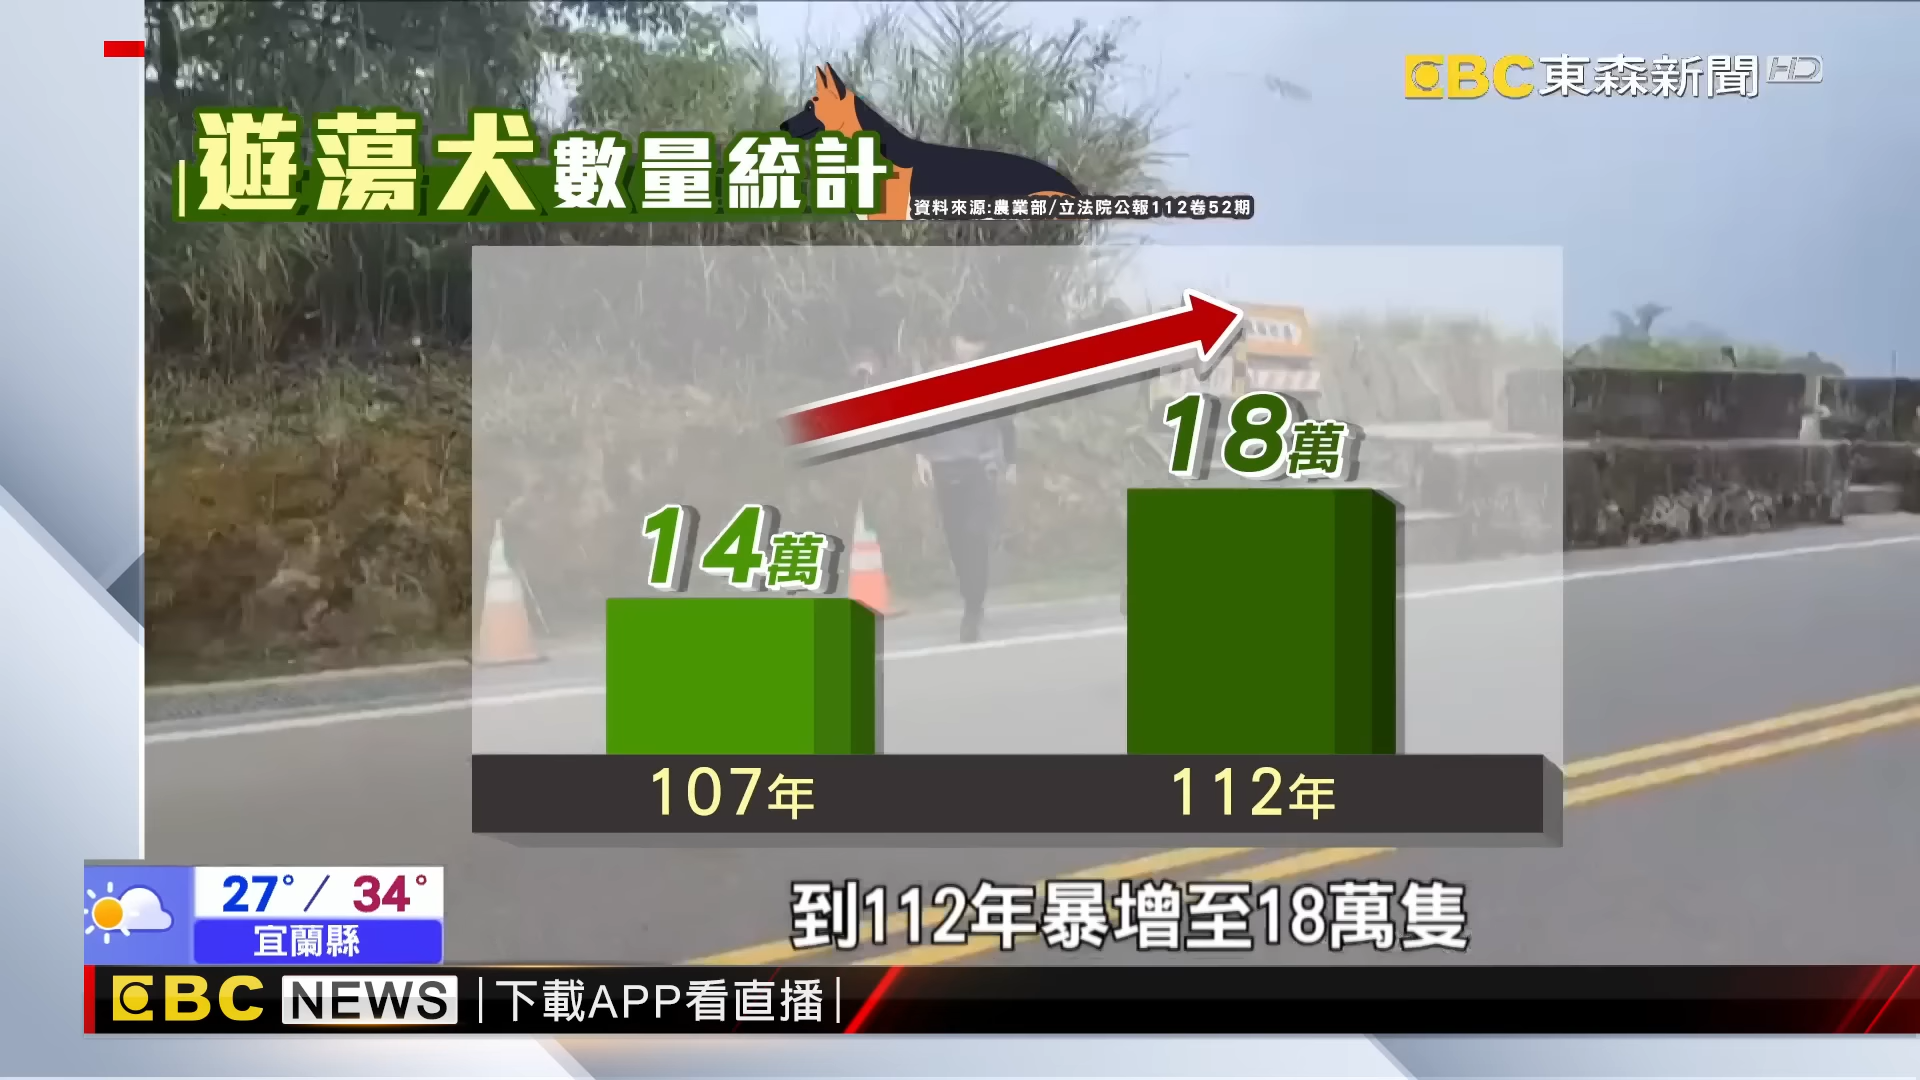 EBC東森新聞HD
遊蕩犬數量統計
資料來源:農業部/立法院公報112卷52期
18萬
14萬
107年
112年
到112年暴增至18萬隻
27°/ 34°
宜蘭縣
EBC NEWS|下載APP看直播|